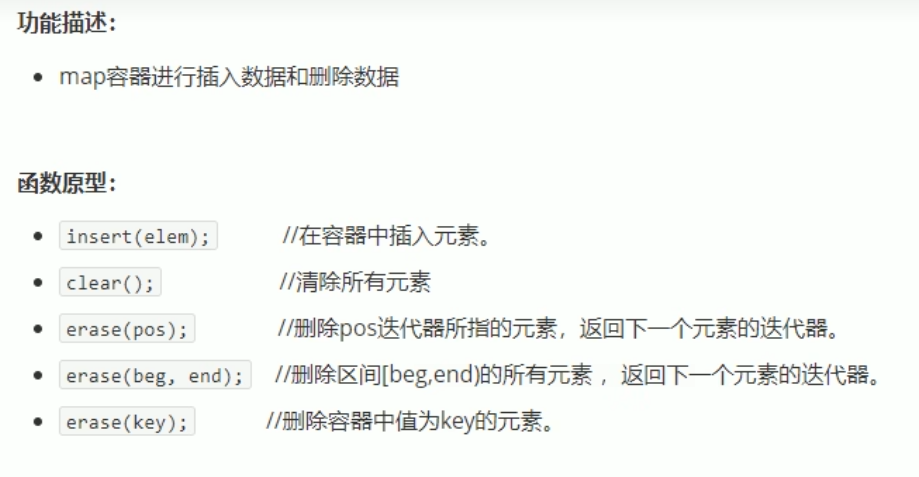 功能描述：
• map容器进行插入数据和删除数据
函数原型：
• insert(elem); //在容器中插入元素。
• clear(); //清除所有元素
• erase(pos); //删除pos迭代器所指的元素，返回下一个元素的迭代器。
• erase(beg, end); //删除区间[beg,end)的所有元素 ，返回下一个元素的迭代器。
• erase(key); //删除容器中值为key的元素。